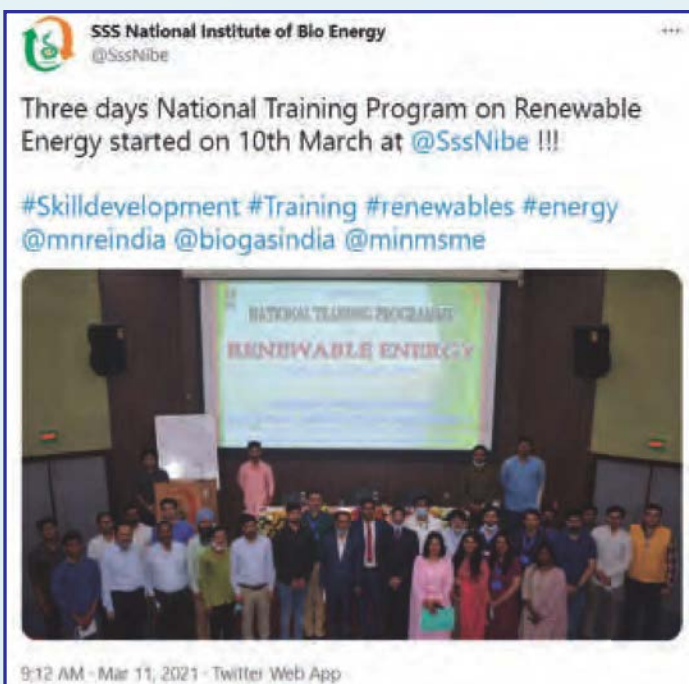 SSS National Institute of Bio Energy
@SssNibe
Three days National Training Program on Renewable
Energy started on 10th March at @SssNibe !!!
#Skilldevelopment #Training #renewables #energy
@mnreindia @biogasindia @minmsme
NATIONAL TRAINING PROGRAMME
RENEWABLE ENERGY
9:12 AM - Mar 11, 2021 - Twitter Web App